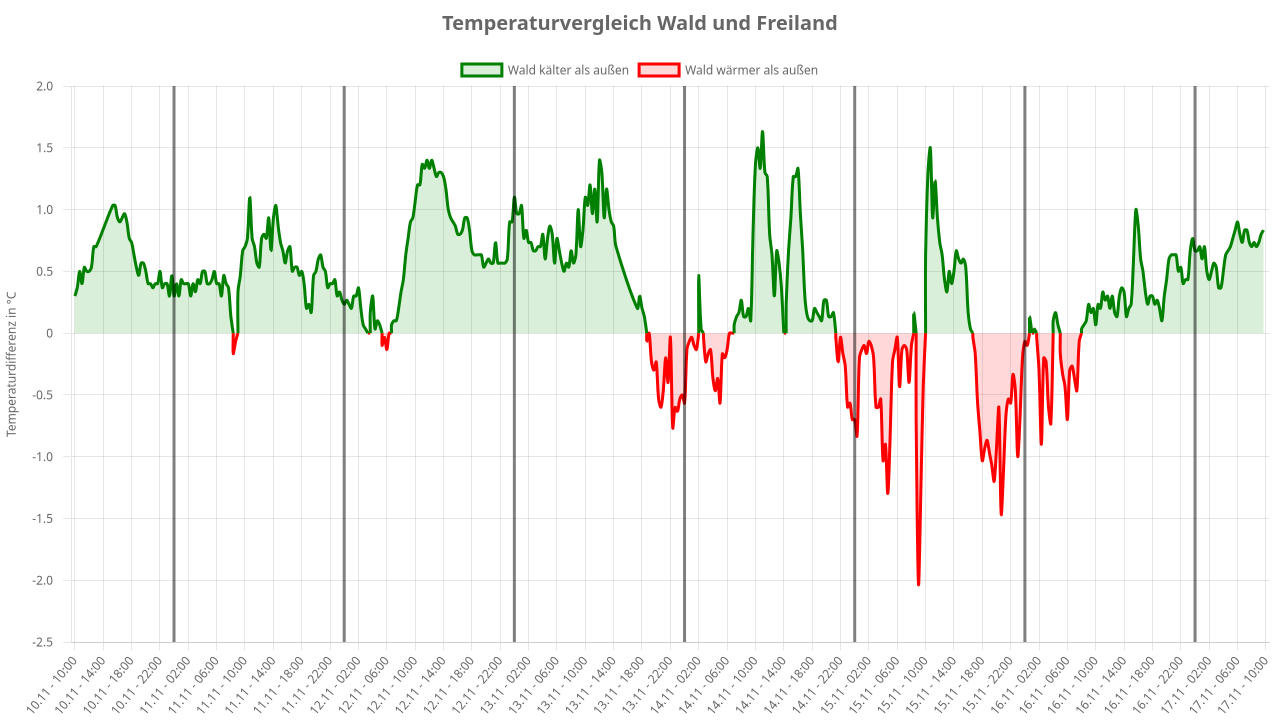 Temperaturvergleich Wald und Freiland
Wald kälter als außen Wald wärmer als außen
Temperaturdifferenz in °C
2.0
1.5
1.0
0.5
0
-0.5
-1.0
-1.5
-2.0
-2.5
10.11 - 10:00
10.11 - 14:00
10.11 - 18:00
10.11 - 22:00
11.11 - 02:00
11.11 - 06:00
11.11 - 10:00
11.11 - 14:00
11.11 - 18:00
11.11 - 22:00
12.11 - 02:00
12.11 - 06:00
12.11 - 10:00
12.11 - 14:00
12.11 - 18:00
12.11 - 22:00
13.11 - 02:00
13.11 - 06:00
13.11 - 10:00
13.11 - 14:00
13.11 - 18:00
13.11 - 22:00
14.11 - 02:00
14.11 - 06:00
14.11 - 10:00
14.11 - 14:00
14.11 - 18:00
14.11 - 22:00
15.11 - 02:00
15.11 - 06:00
15.11 - 10:00
15.11 - 14:00
15.11 - 18:00
15.11 - 22:00
16.11 - 02:00
16.11 - 06:00
16.11 - 10:00
16.11 - 14:00
16.11 - 18:00
16.11 - 22:00
17.11 - 02:00
17.11 - 06:00
17.11 - 10:00